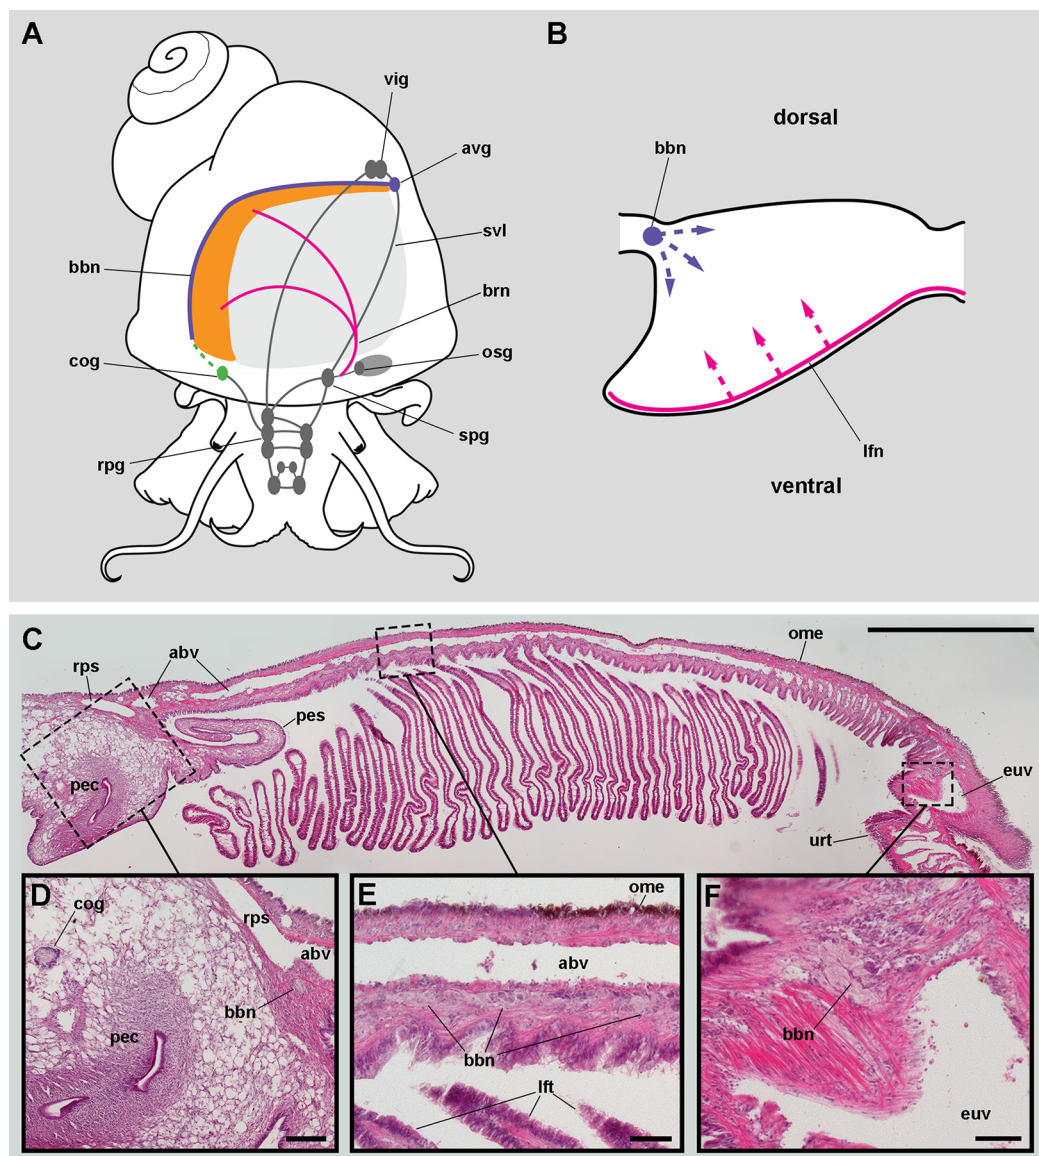 A
vig
avg
svl
bbn
brn
cog
osg
spg
rpg
B
dorsal
bbn
lfn
ventral
C
rps
abv
ome
pes
pec
euv
urt
D
cog
rps
abv
bbn
pec
E
ome
abv
bbn
lft
F
bbn
euv